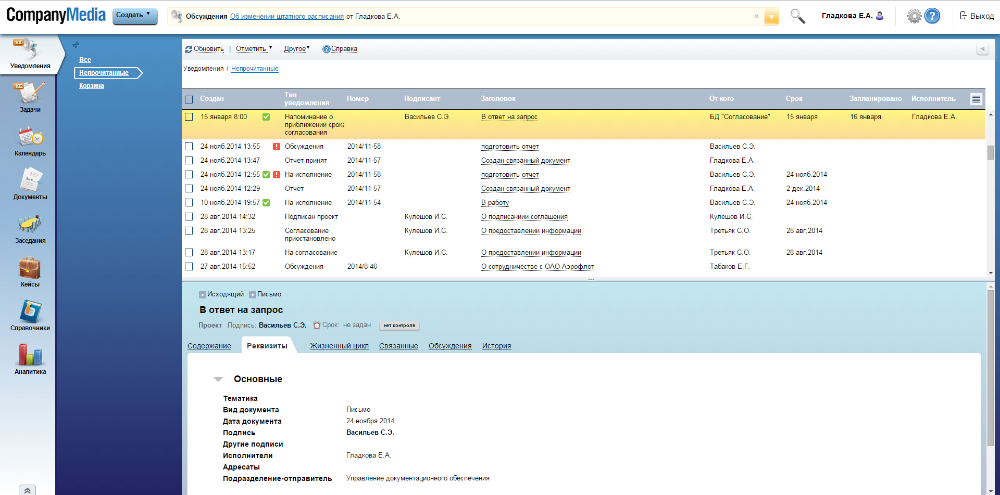 CompanyMedia
Создать
Обсуждения Об изменении штатного расписания от Гладкова Е.А.
Гладкова Е.А.
Выход
165
Уведомления
102
Задачи
Календарь
Документы
Заседания
Кейсы
Справочники
Аналитика
Все
Непрочитанные
Корзина
Обновить | Отметить Другое Справка
Уведомления / Непрочитанные
Создан Тип уведомления Номер Подписант Заголовок От кого Срок Запланировано Исполнитель
15 января 8:00 Напоминание о Васильев С.Э. В ответ на запрос БД "Согласование" 15 января 16 января Гладкова Е.А.
приближении срока
согласования
24 нояб.2014 13:55 Обсуждения 2014/11-58 подготовить отчет Васильев С.Э.
24 нояб.2014 13:47 Отчет принят 2014/11-57 Создан связанный документ Гладкова Е.А.
24 нояб.2014 12:55 На исполнение 2014/11-58 подготовить отчет Васильев С.Э. 24 нояб.2014
24 нояб.2014 12:29 Отчет 2014/11-57 Создан связанный документ Гладкова Е.А. 2 дек.2014
10 нояб.2014 19:57 На исполнение 2014/11-54 В работу Васильев С.Э. 24 нояб.2014
28 авг.2014 14:32 Подписан проект Кулешов И.С. О подписаниии соглашения Кулешов И.С.
28 авг.2014 13:25 Согласование Кулешов И.С. О предоставлении информации Третьяк С.О. 28 авг.2014
приостановлено
28 авг.2014 13:17 На согласование Кулешов И.С. О предоставлении информации Третьяк С.О. 28 авг.2014
27 авг.2014 15:52 Обсуждения 2014/8-46 О сотрудничестве с ОАО Аэрофлот Табаков Е.Г.
Исходящий Письмо
В ответ на запрос
Проект Подпись: Васильев С.Э. Срок: не задан нет контроля
Содержание Реквизиты Жизненный цикл Связанные Обсуждения История
Основные
Тематика
Вид документа Письмо
Дата документа 24 ноября 2014
Подпись Васильев С.Э.
Другие подписи
Исполнители Гладкова Е.А.
Адресаты
Подразделение-отправитель Управление документационного обеспечения